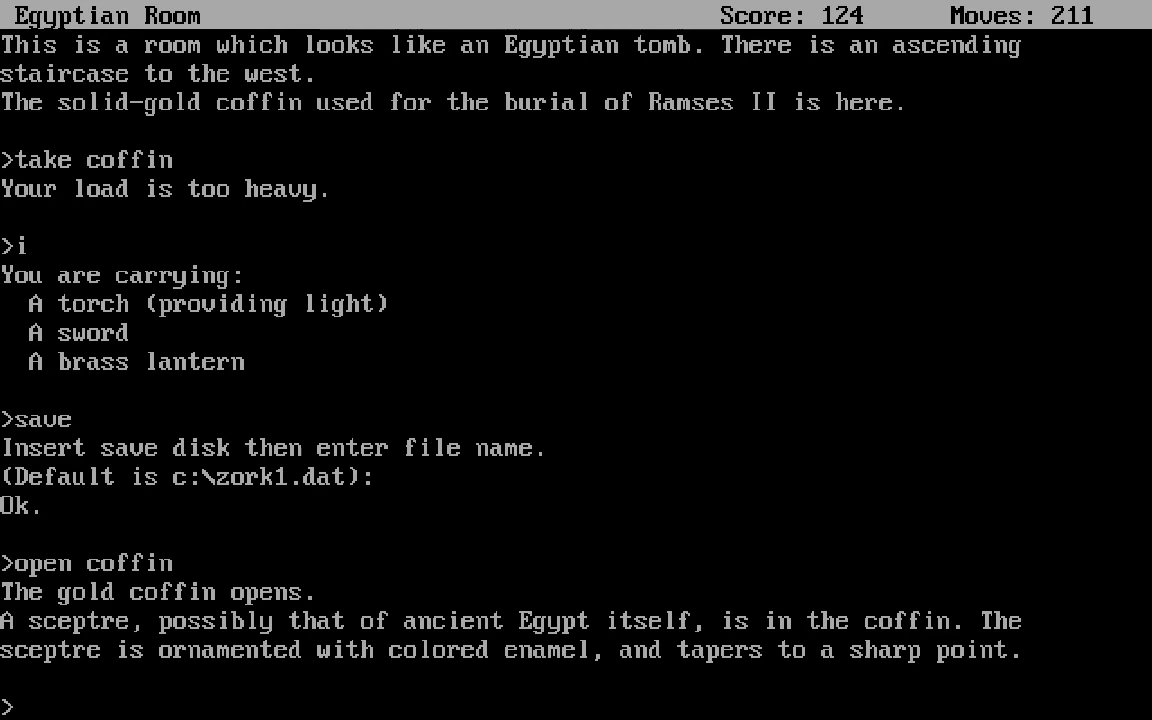 Egyptian Room Score: 124 Moves: 211
This is a room which looks like an Egyptian tomb. There is an ascending
staircase to the west.
The solid-gold coffin used for the burial of Ramses II is here.
>take coffin
Your load is too heavy.
>i
You are carrying:
A torch (providing light)
A sword
A brass lantern
>save
Insert save disk then enter file name.
(Default is c:\zork1.dat):
Ok.
>open coffin
The gold coffin opens.
A sceptre, possibly that of ancient Egypt itself, is in the coffin. The
sceptre is ornamented with colored enamel, and tapers to a sharp point.
>